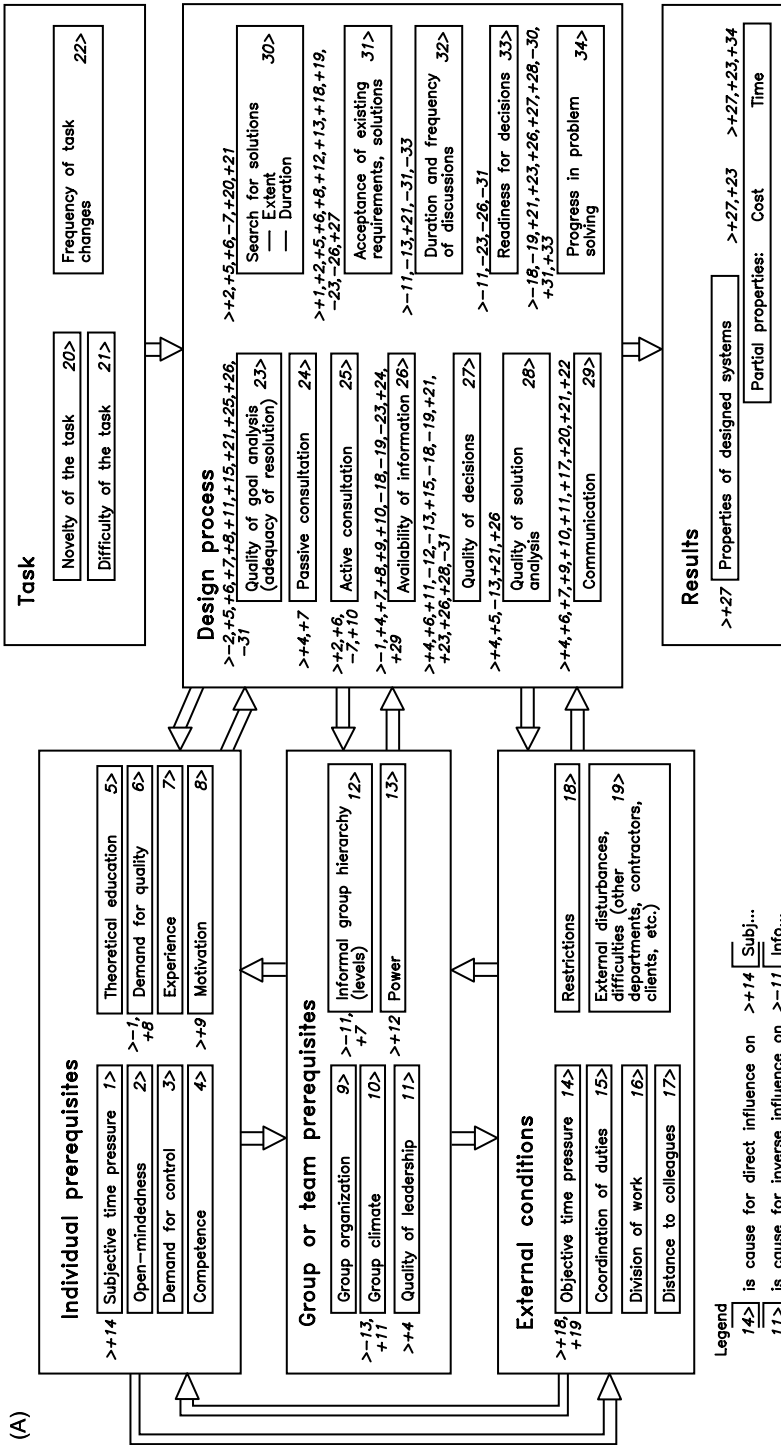 (A)
Individual prerequisites
>+14
Subjective time pressure 1>
Open-mindedness 2>
Demand for control 3>
Competence 4>
Theoretical education 5>
>-1,
+8
Demand for quality 6>
Experience 7>
>+9
Motivation 8>
Group or team prerequisites
Group organization 9>
>-13,
+11
Group climate 10>
>+4
Quality of leadership 11>
>-11,
+7
Informal group hierarchy
(levels) 12>
>+12
Power 13>
External conditions
>+18,
+19
Objective time pressure 14>
Coordination of duties 15>
Division of work 16>
Distance to colleagues 17>
Restrictions 18>
External disturbances,
difficulties (other 19>
departments, contractors,
clients, etc.)
Legend
14> is cause for direct influence on >+14 Subj...
11> is cause for inverse influence on >-11 Info...
Task
Novelty of the task 20>
Difficulty of the task 21>
Frequency of task
changes 22>
Design process
>-2,+5,+6,+7,+8,+11,+15,+21,+25,+26,
-31
Quality of goal analysis 23>
(adequacy of resolution)
>+4,+7
Passive consultation 24>
>+2,+6,
-7,+10
Active consultation 25>
>-1,+4,+7,+8,+9,+10,-18,-19,-23,+24,
+29
Availability of information 26>
>+4,+6,+11,-12,-13,+15,-18,-19,+21,
+23,+26,+28,-31
Quality of decisions 27>
>+4,+5,-13,+21,+26
Quality of solution
analysis 28>
>+4,+6,+7,+9,+10,+11,+17,+20,+21,+22
Communication 29>
>+2,+5,+6,-7,+20,+21
Search for solutions
— Extent 30>
— Duration
>+1,+2,+5,+6,+8,+12,+13,+18,+19,
-23,-26,+27
Acceptance of existing
requirements, solutions 31>
>-11,-13,+21,-31,-33
Duration and frequency
of discussions 32>
>-11,-23,-26,-31
Readiness for decisions 33>
>-18,-19,+21,+23,+26,+27,+28,-30,
+31,+33
Progress in problem
solving 34>
Results
>+27
Properties of designed systems
>+27,+23
>+27,+23,+34
Partial properties: Cost Time